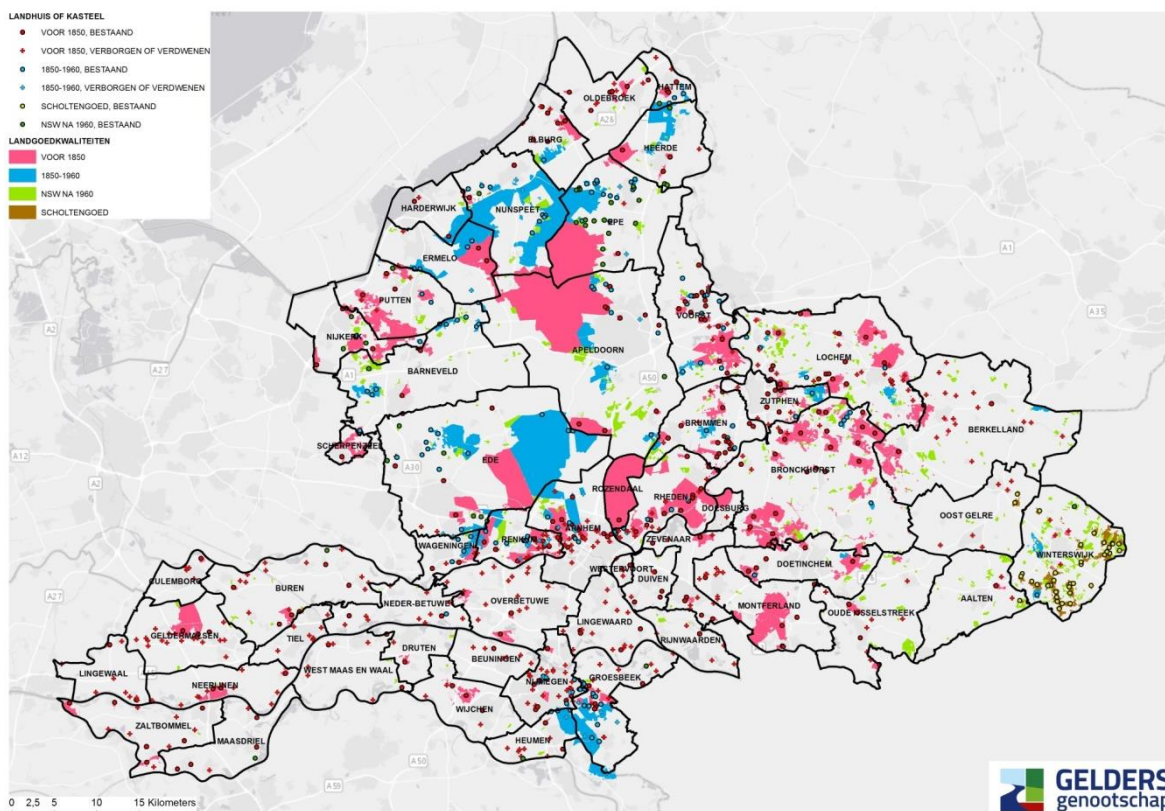 LANDHUIS OF KASTEEL
VOOR 1850, BESTAAND
VOOR 1850, VERBORGEN OF VERDWENEN
1850-1960, BESTAAND
1850-1960, VERBORGEN OF VERDWENEN
SCHOLTENGOED, BESTAAND
NSW NA 1960, BESTAAND
LANDGOEDKWALITEITEN
VOOR 1850
1850-1960
NSW NA 1960
SCHOLTENGOED
HATTEM
OLDEBROEK
A28
ELBURG
HEERDE
HARDERWIJK
NUNSPEET
EPE
ERMELO
A1
PUTTEN
VOORST
A35
A2
NIJKERK
APELDOORN
LOCHEM
A27
A1
BARNEVELD
A50
ZUTPHEN
BRUMMEN
BERKELLAND
SCHERPENZEEL
A12
A30
EDE
BRONCKHORST
A2
ROZENDAAL
RHEDEN
DOESBURG
OOST GELRE
ARNHEM
WAGENINGEN
RENKUM
ZEVENAAR
WINTERSWIJK
CULEMBORG
WESTERVOORT
DUIVEN
DOETINCHEM
A27
BUREN
NEDER-BETUWE
OVERBETUWE
AALTEN
MONTFERLAND
OUDE IJSSELSTREEK
GELDERMALSEN
TIEL
LINGEWAARD
RIJNWAARDEN
DRUTEN
BEUNINGEN
LINGEWAAL
WEST MAAS EN WAAL
NEERIJNEN
NIJMEGEN
GROESBEEK
WIJCHEN
ZALTBOMMEL
MAASDRIEL
HEUMEN
A50
A59
0 2,5 5 10 15 Kilometers
GELDERS
genootschap